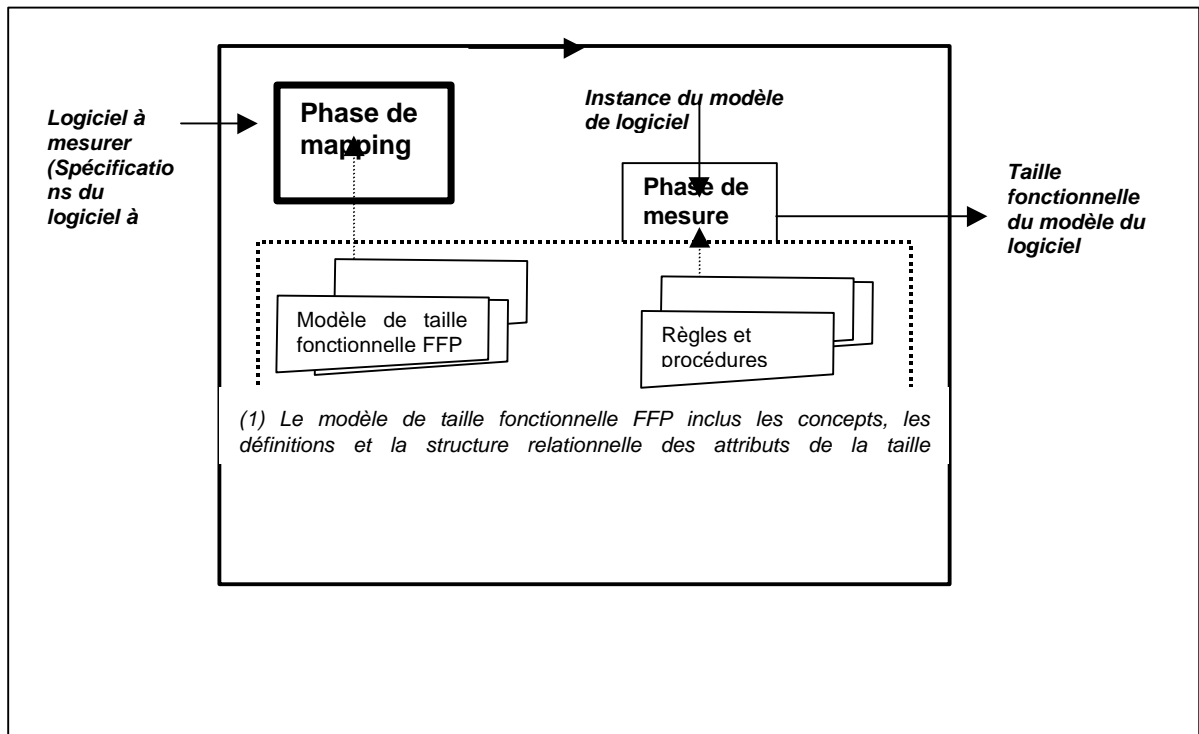 Logiciel à
mesurer
(Spécificatio
ns du
logiciel à
Phase de
mapping
Instance du modèle
de logiciel
Phase de
mesure
Taille
fonctionnelle
du modèle du
logiciel
Modèle de taille
fonctionnelle FFP
Règles et
procédures
(1) Le modèle de taille fonctionnelle FFP inclus les concepts, les
définitions et la structure relationnelle des attributs de la taille